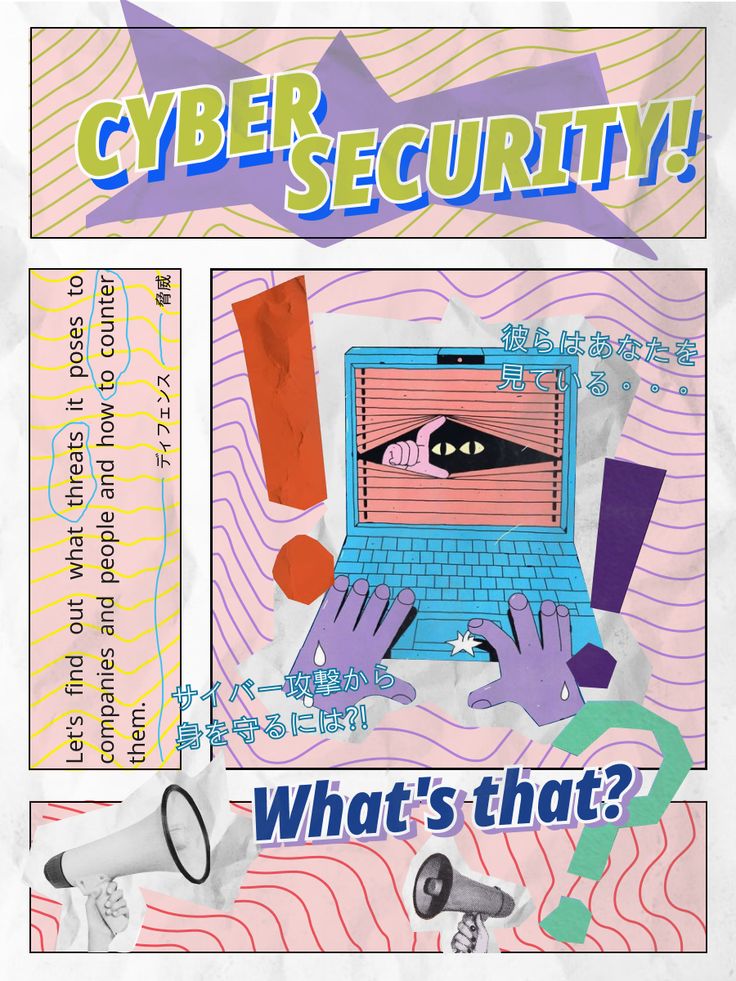 CYBER
SECURITY!
Let's find out what threats it poses to
companies and people and how to counter
them.
ディフェンス
脅威
彼らはあなたを
見ている。。。
サイバー攻撃から
身を守るには?!
What's that?